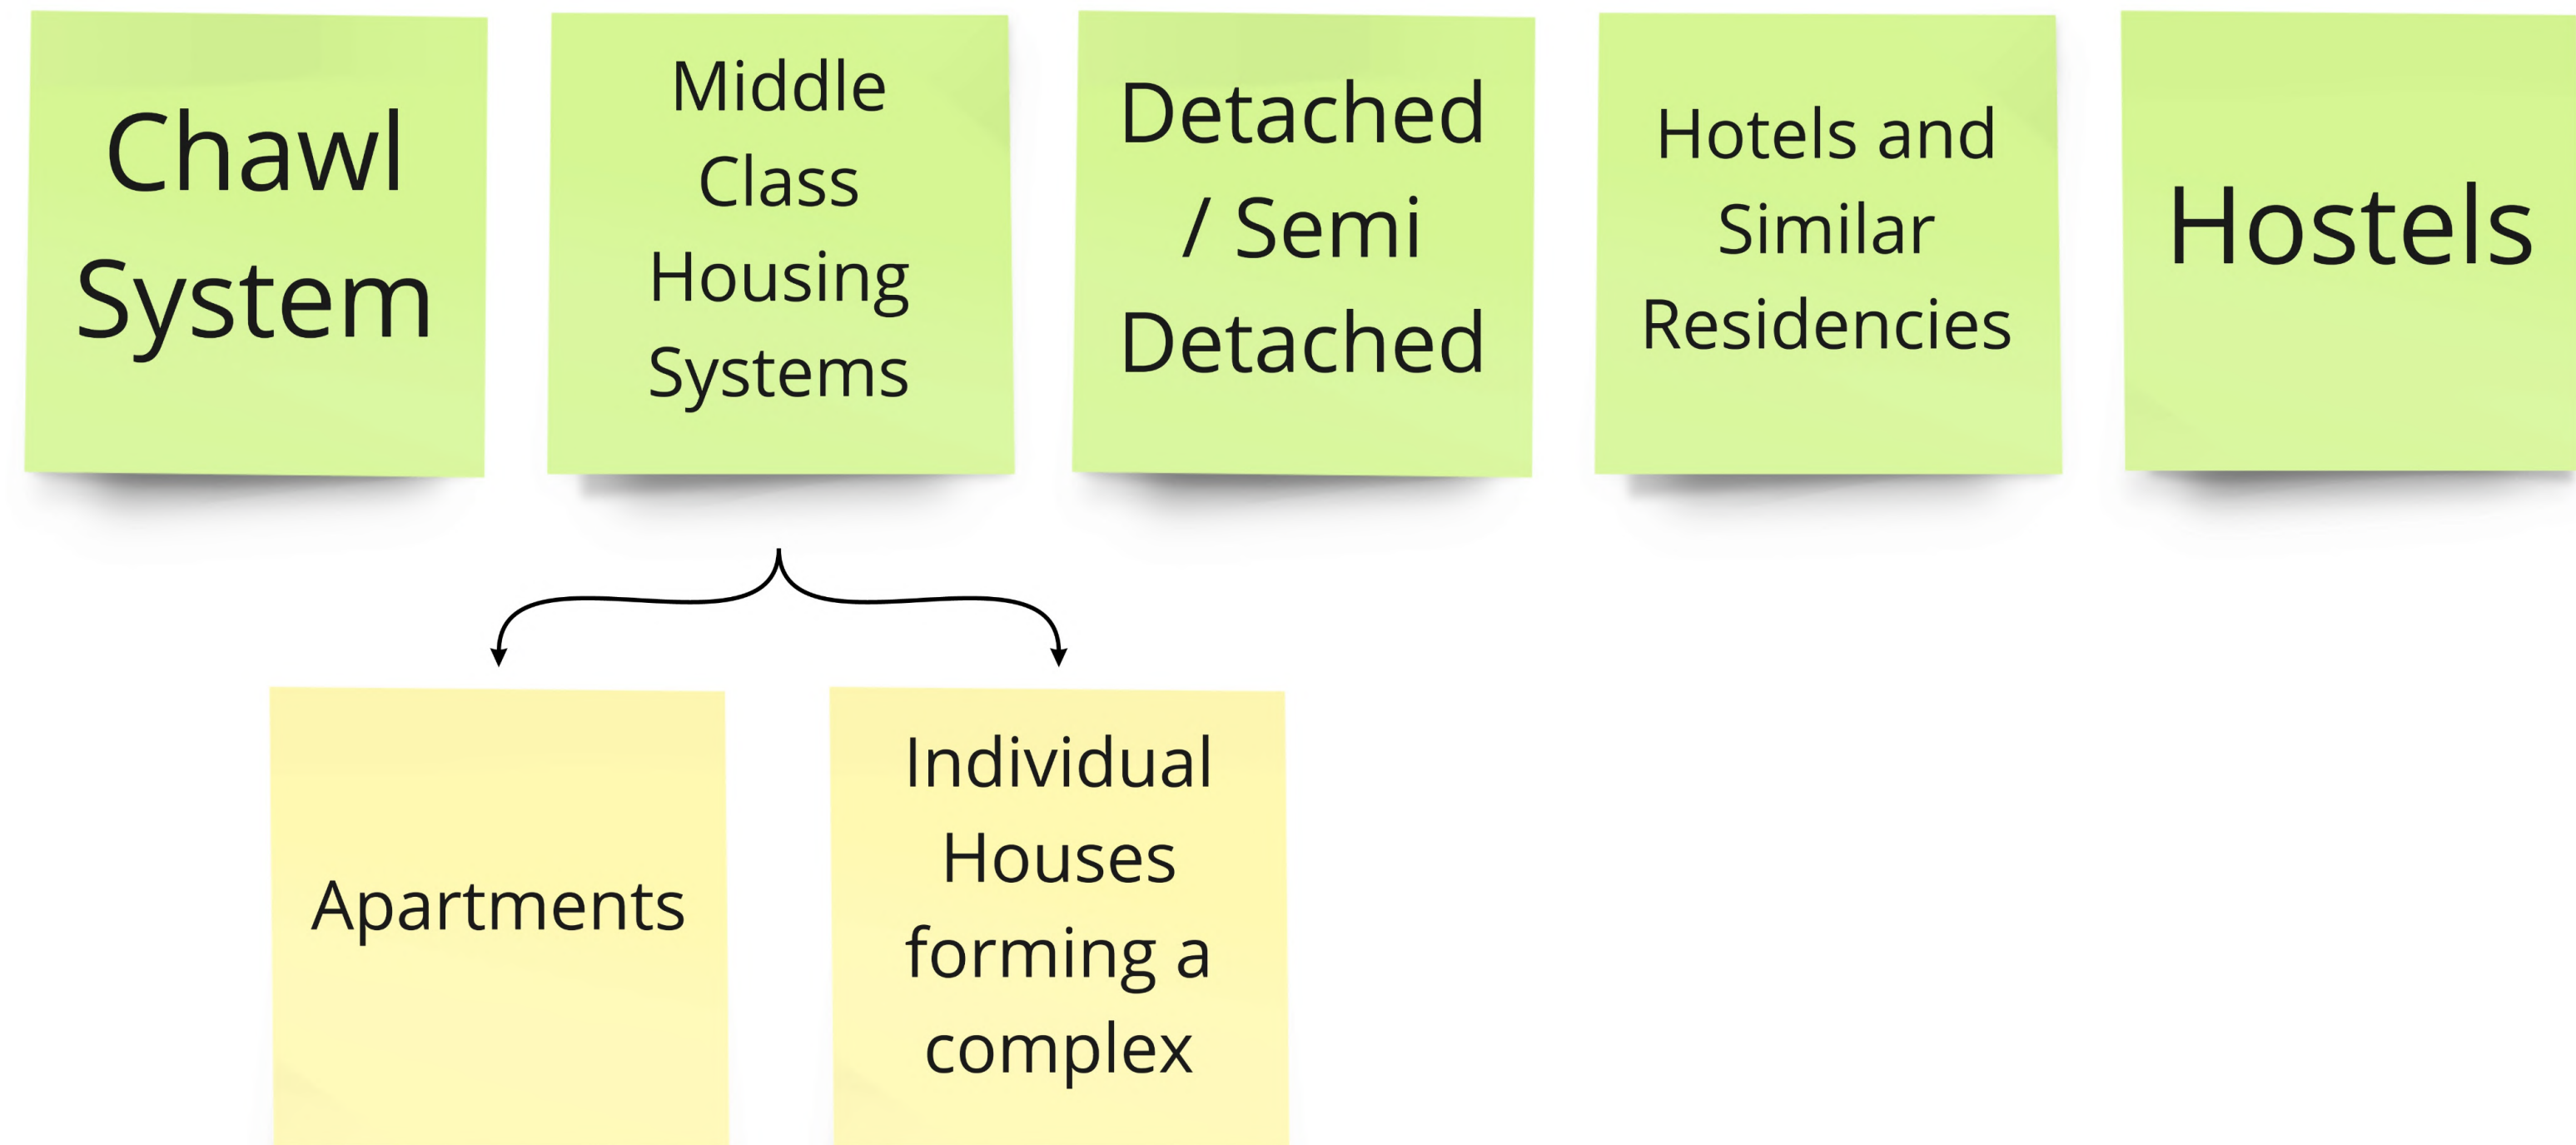 Chawl
System
Middle
Class
Housing
Systems
Detached
/ Semi
Detached
Hotels and
Similar
Residencies
Hostels
Apartments
Individual
Houses
forming a
complex